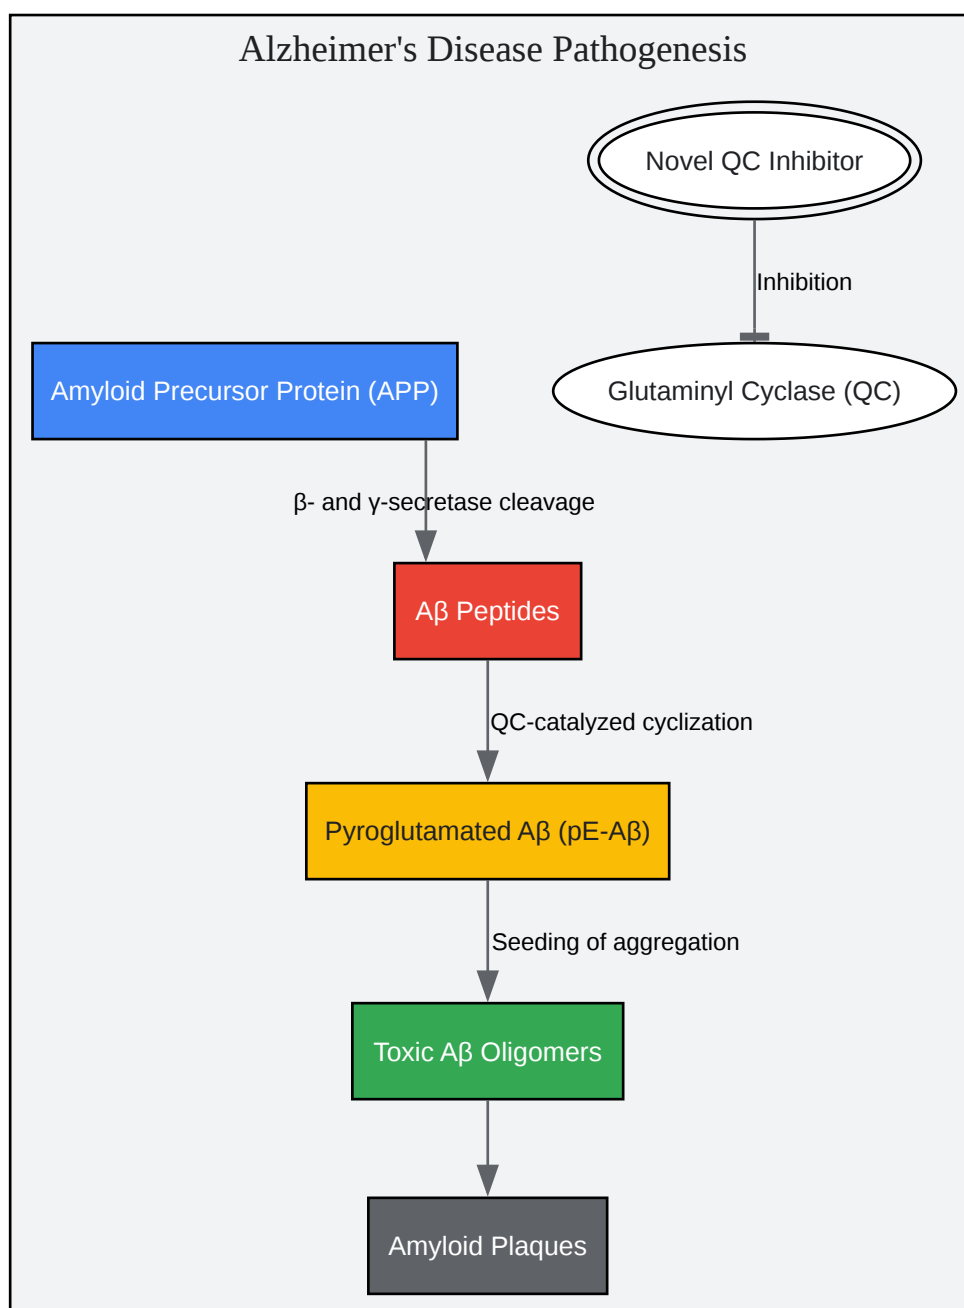 Alzheimer's Disease Pathogenesis
Novel QC Inhibitor
Inhibition
Amyloid Precursor Protein (APP)
Glutaminyl Cyclase (QC)
β- and γ-secretase cleavage
Aβ Peptides
QC-catalyzed cyclization
Pyroglutamated Aβ (pE-Aβ)
Seeding of aggregation
Toxic Aβ Oligomers
Amyloid Plaques